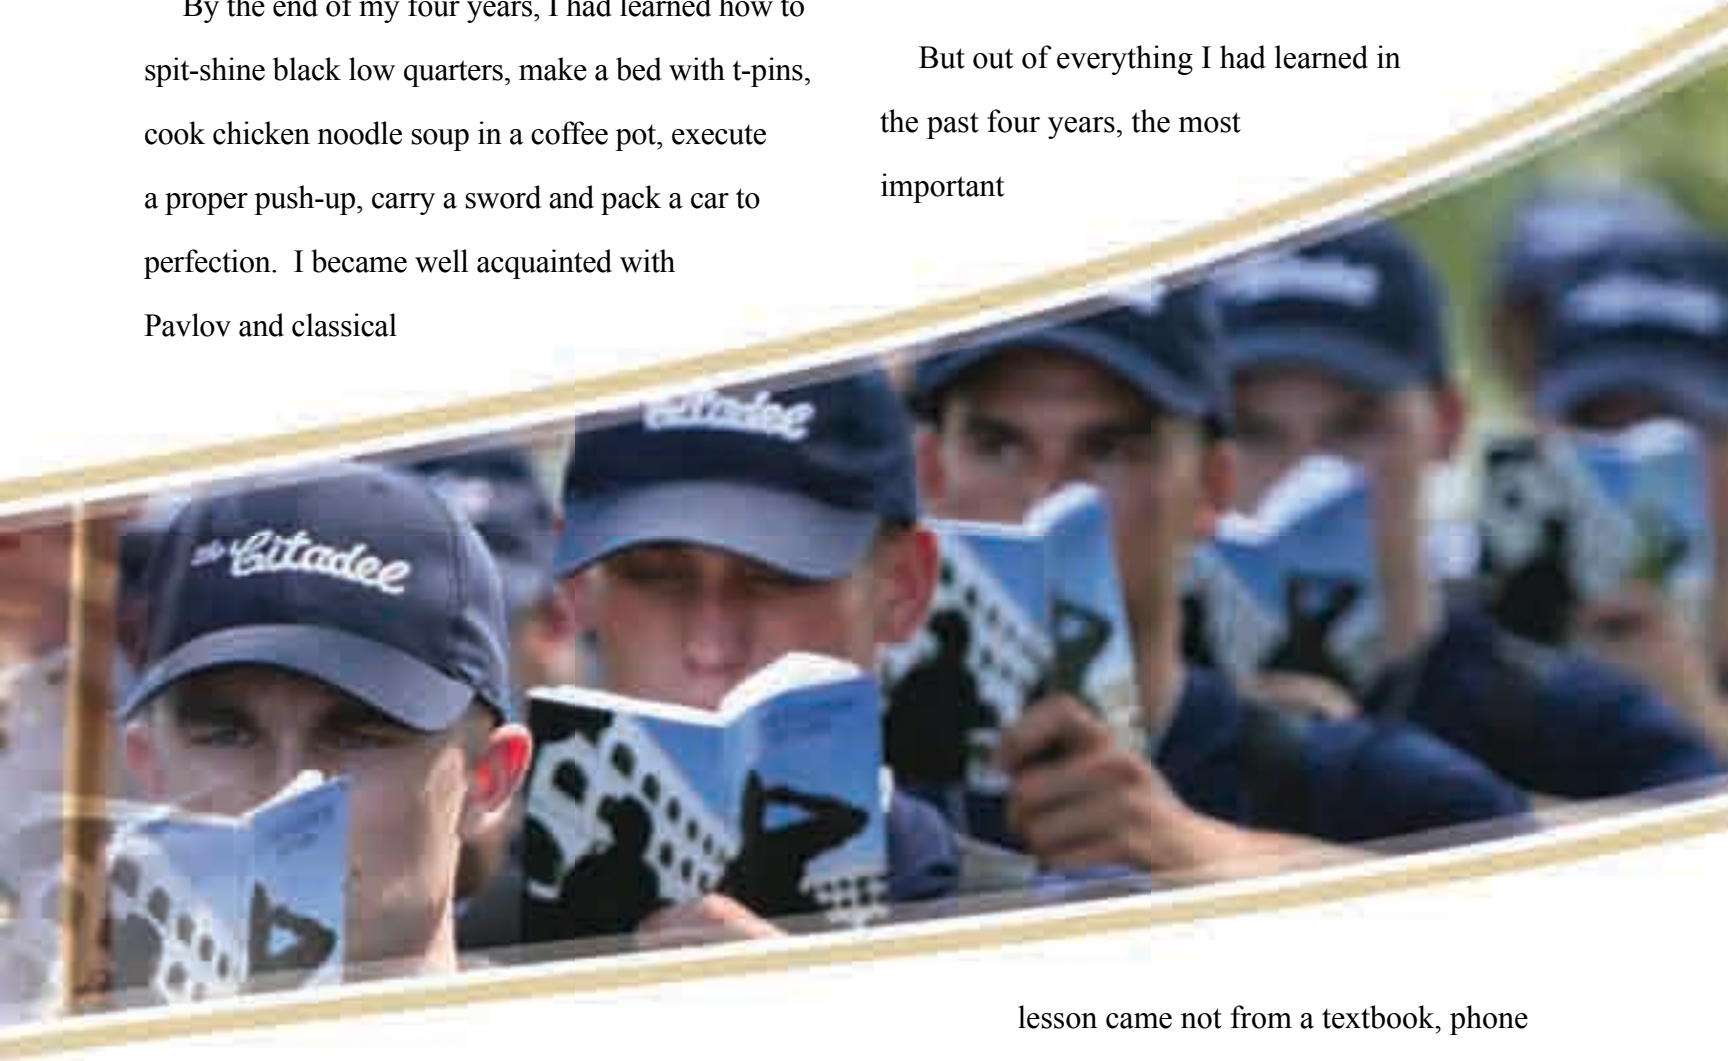 By the end of my four years, I had learned how to
spit-shine black low quarters, make a bed with t-pins,
cook chicken noodle soup in a coffee pot, execute
a proper push-up, carry a sword and pack a car to
perfection.  I became well acquainted with
Pavlov and classical
But out of everything I had learned in
the past four years, the most
important
The Citadel
Citadel
lesson came not from a textbook, phone